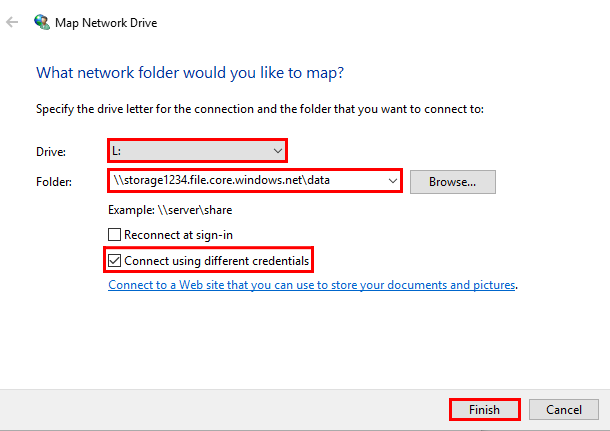 Map Network Drive
What network folder would you like to map?
Specify the drive letter for the connection and the folder that you want to connect to:
Drive: L:
Folder: \\storage1234.file.core.windows.net\data Browse...
Example: \\server\share
Reconnect at sign-in
Connect using different credentials
Connect to a Web site that you can use to store your documents and pictures.
Finish Cancel